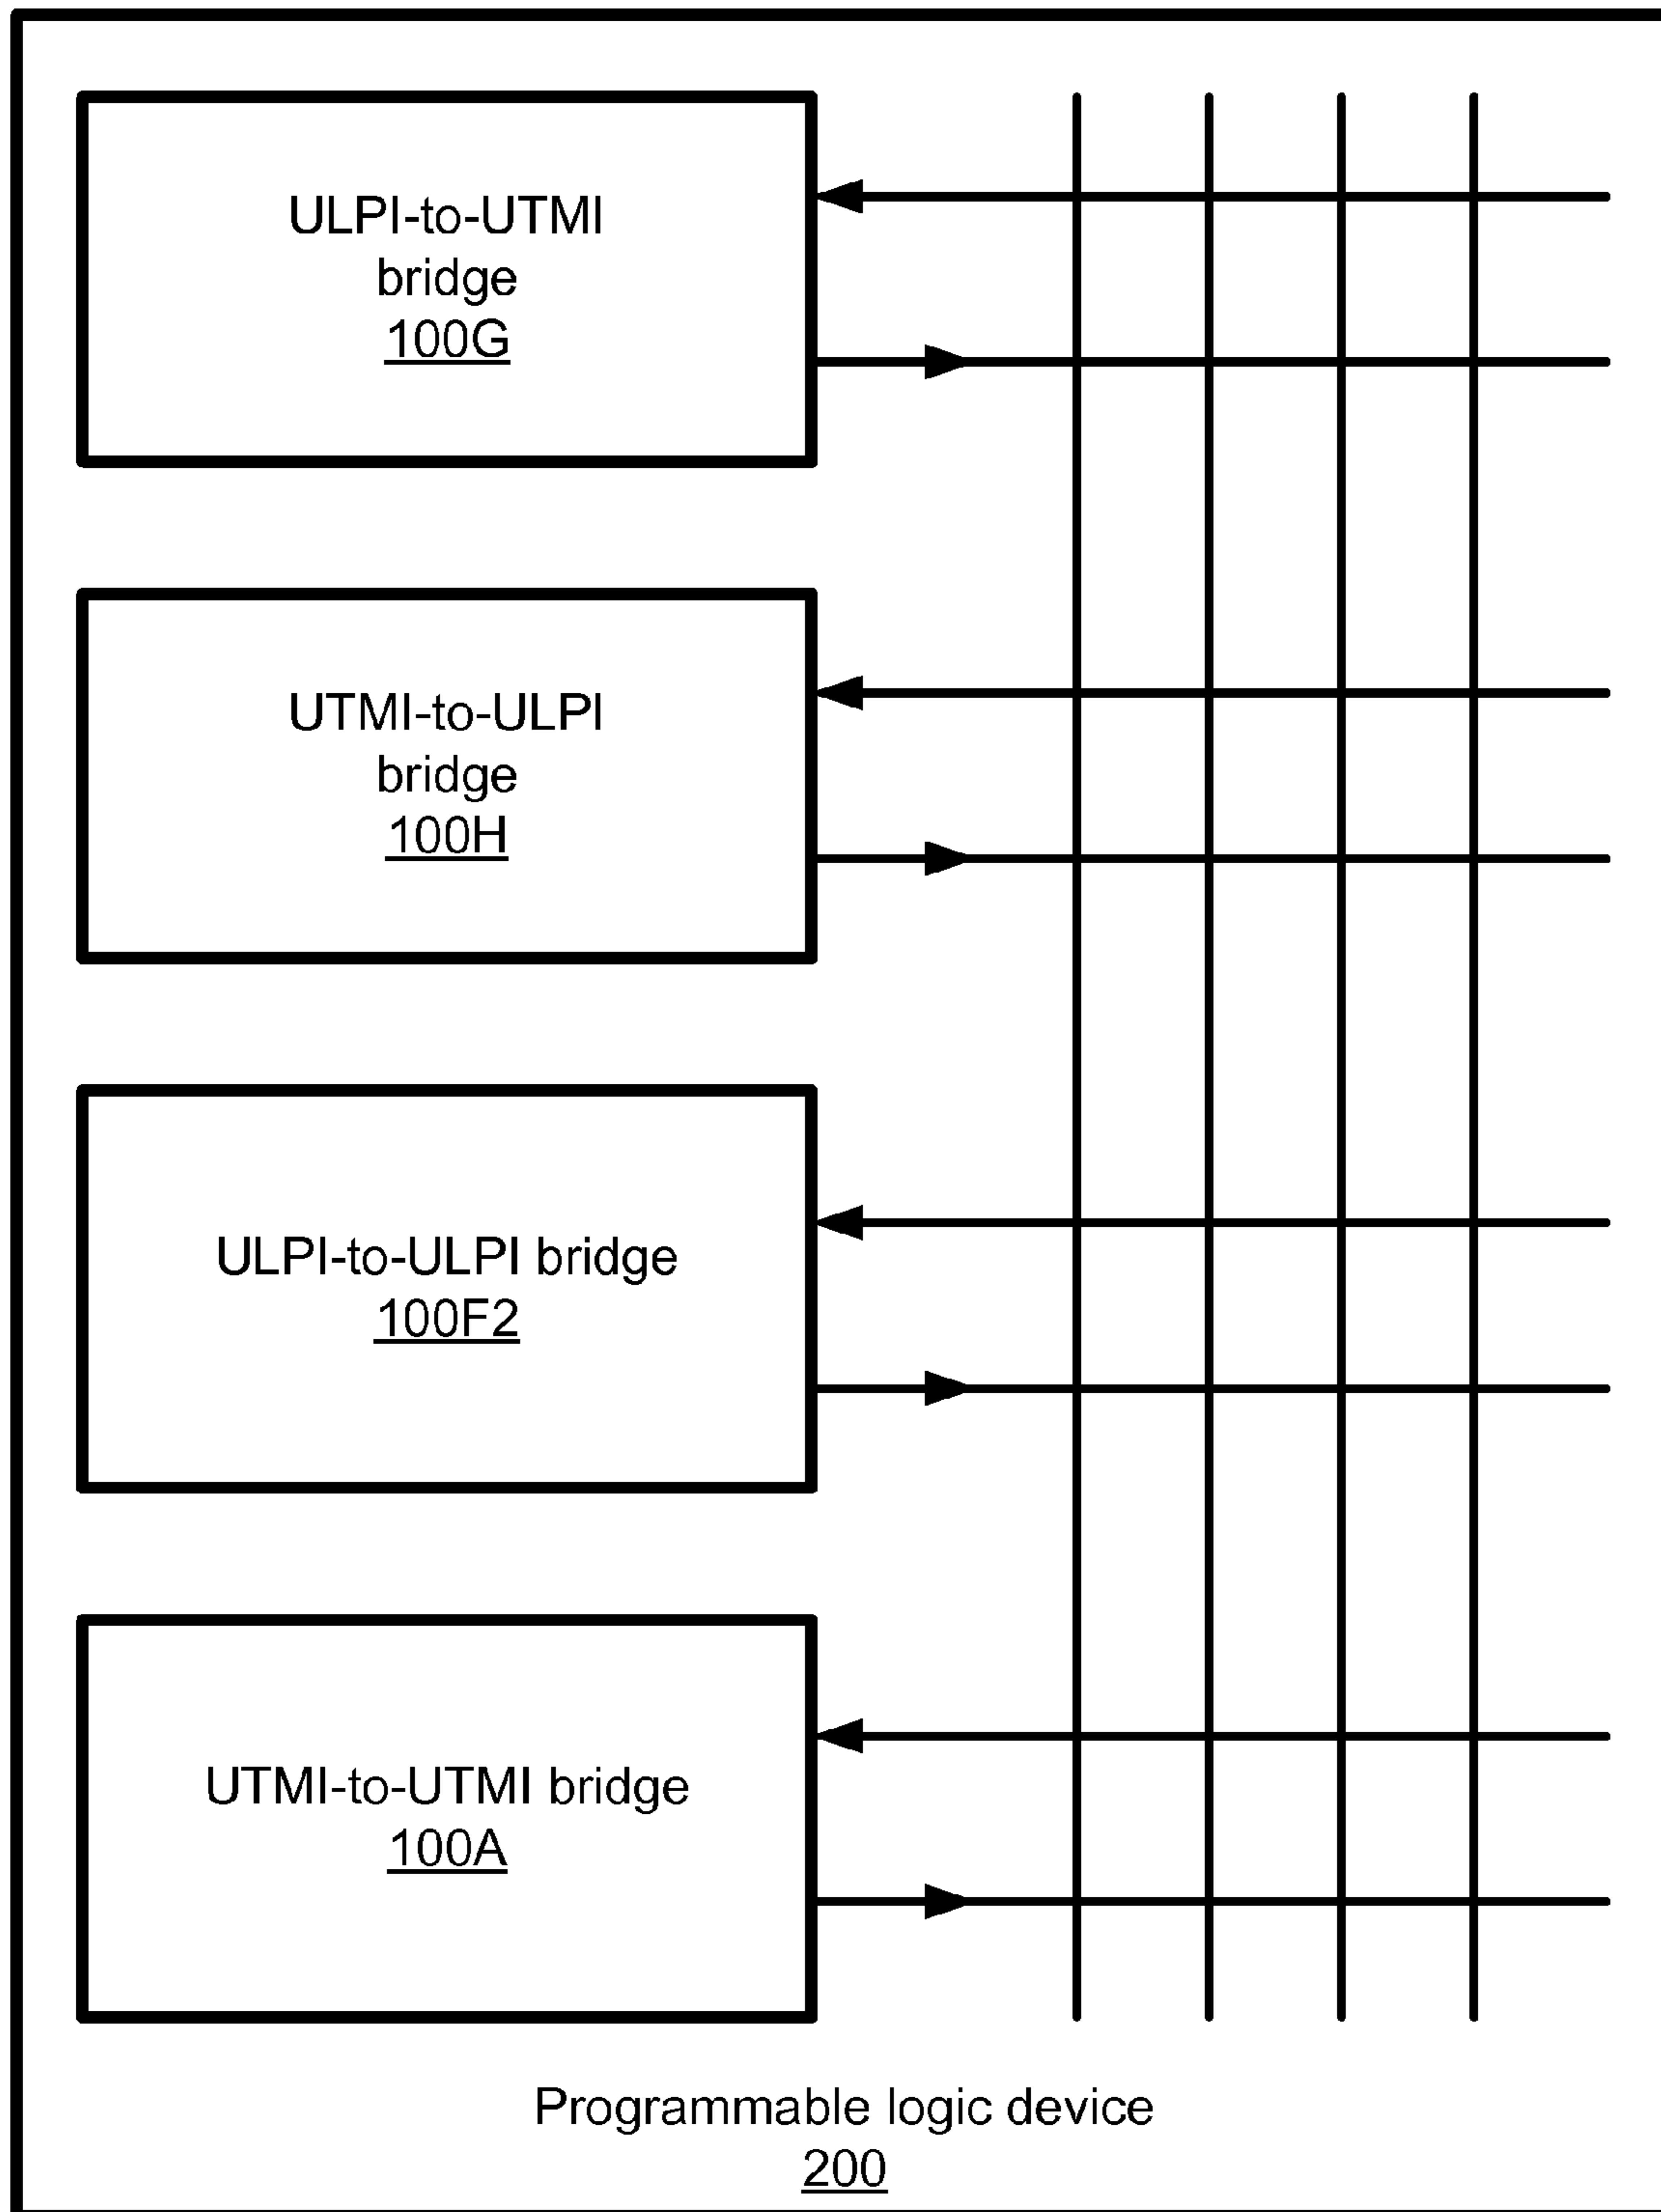 ULPI-to-UTMI
bridge
100G
UTMI-to-ULPI
bridge
100H
ULPI-to-ULPI bridge
100F2
UTMI-to-UTMI bridge
100A
Programmable logic device
200